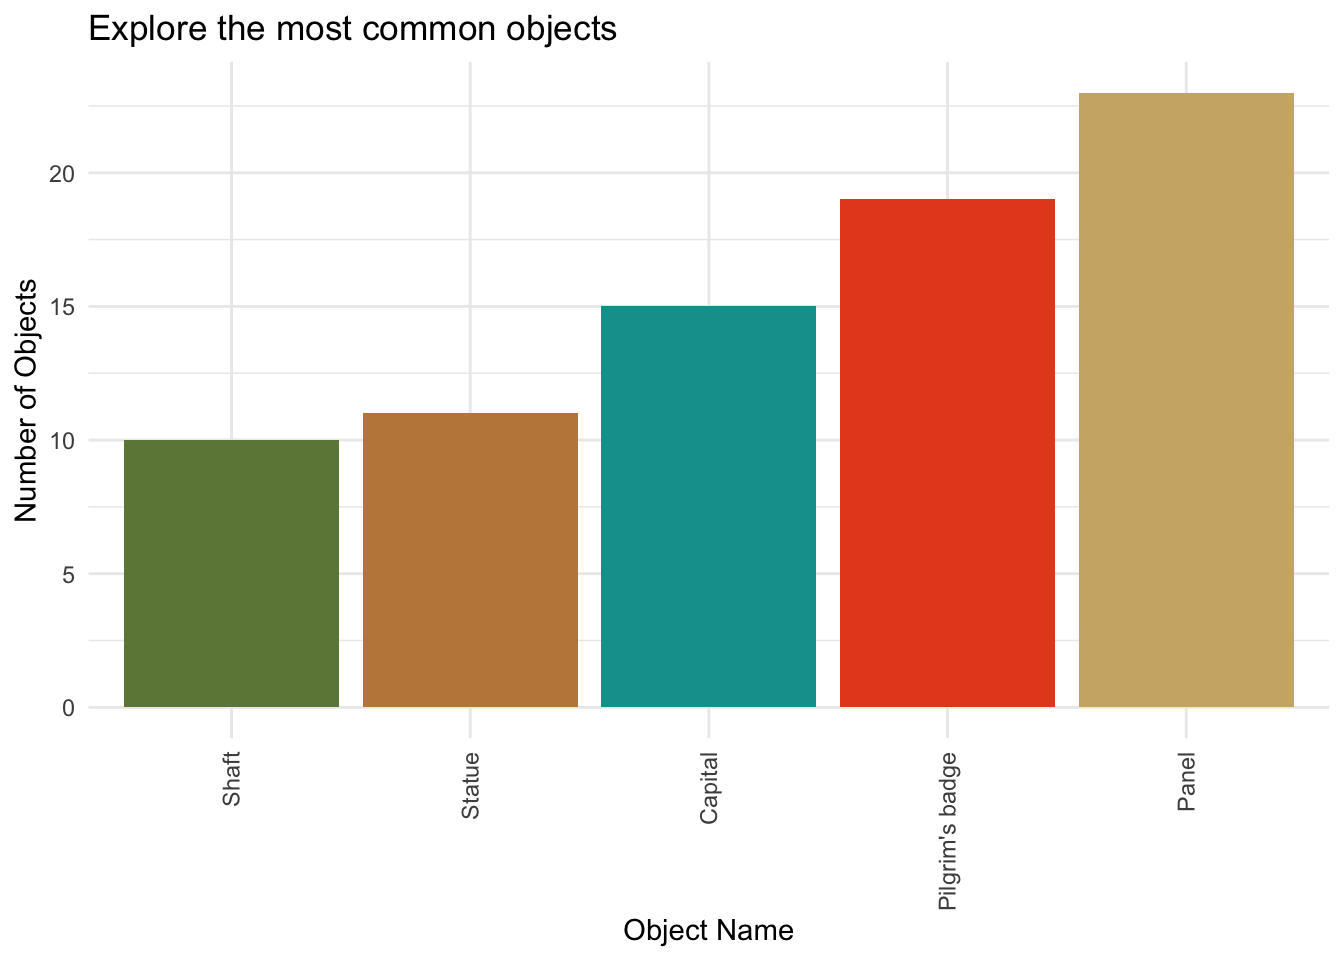 Explore the most common objects
Number of Objects
20
15
10
5
0
Shaft
Statue
Capital
Pilgrim's badge
Panel
Object Name